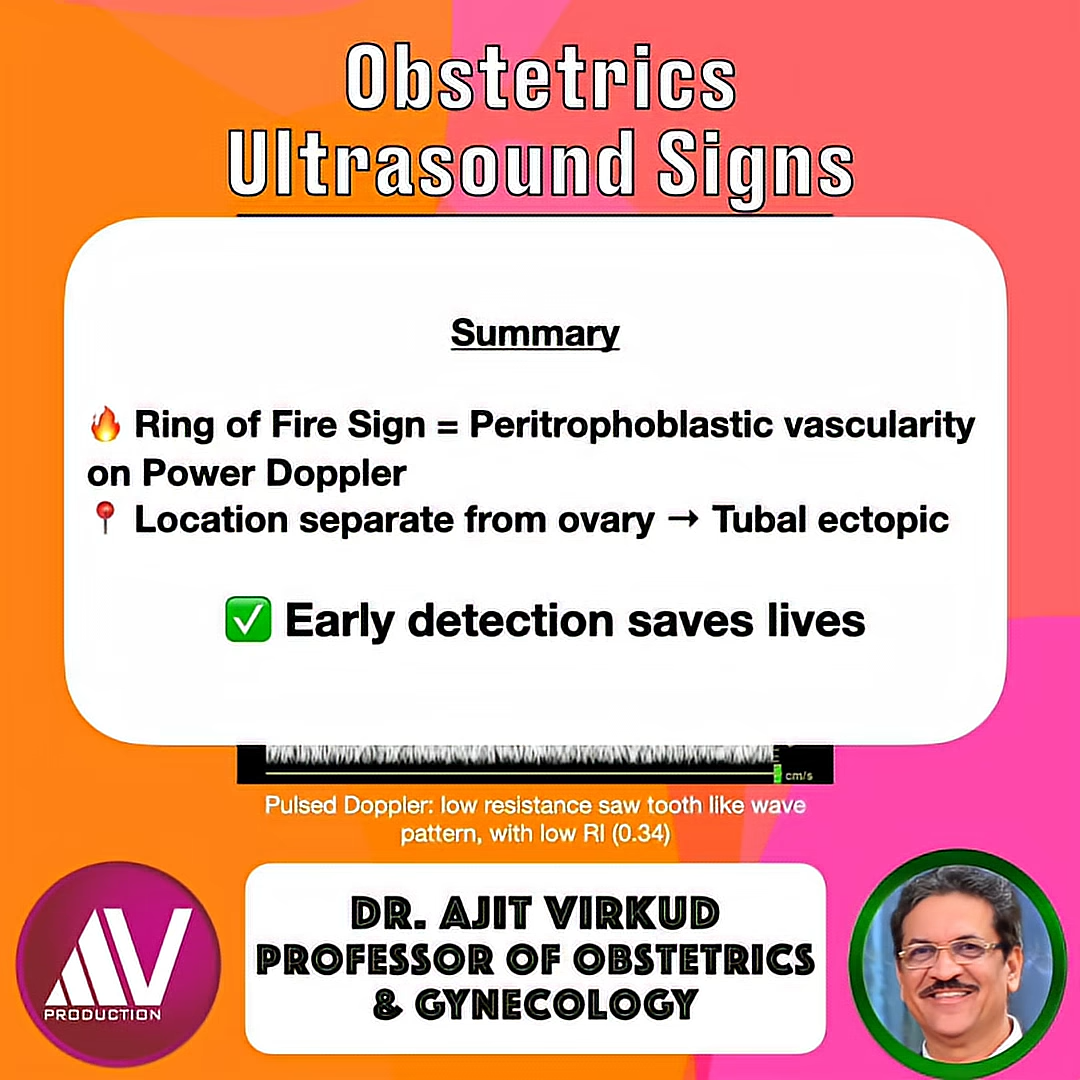 Obstetrics
Ultrasound Signs
Summary
🔥 Ring of Fire Sign = Peritrophoblastic vascularity
on Power Doppler
📍 Location separate from ovary → Tubal ectopic
✅ Early detection saves lives
cm/s
Pulsed Doppler: low resistance saw tooth like wave
pattern, with low RI (0.34)
DR. AJIT VIRKUD
PROFESSOR OF OBSTETRICS
& GYNECOLOGY
AV
PRODUCTION